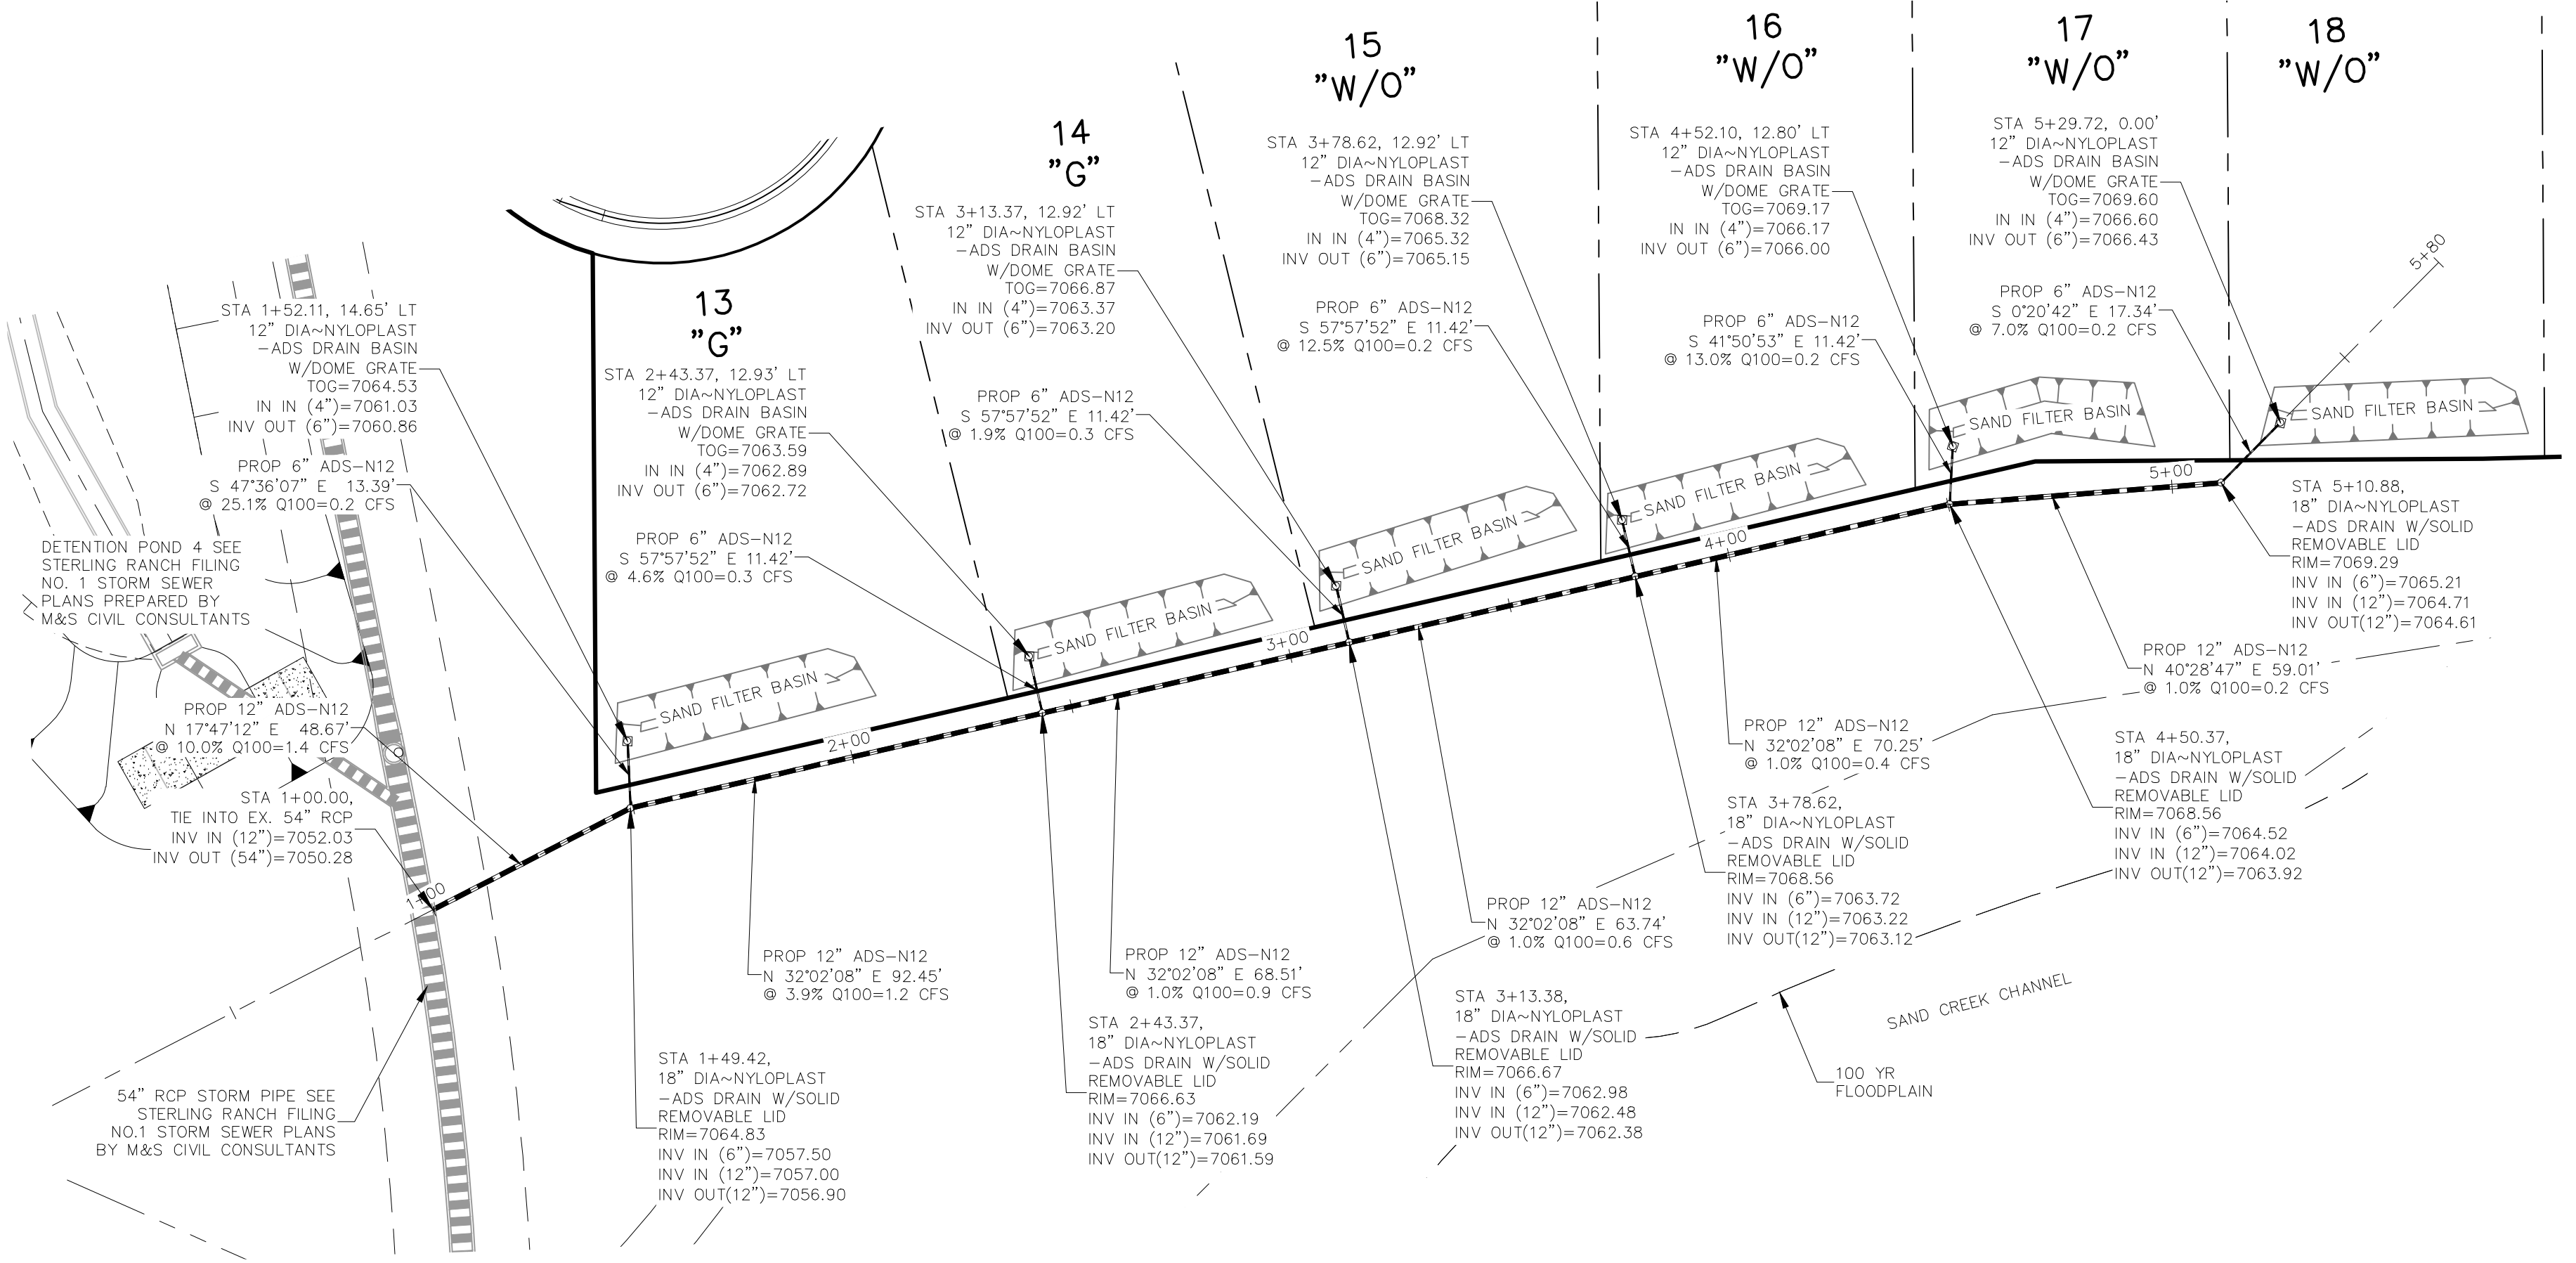 13
"G"
14
"G"
15
"W/O"
16
"W/O"
17
"W/O"
18
"W/O"
STA 1+52.11, 14.65' LT
12" DIA~NYLOPLAST
-ADS DRAIN BASIN
W/DOME GRATE
TOG=7064.53
IN IN (4")=7061.03
INV OUT (6")=7060.86
PROP 6" ADS-N12
S 47°36'07" E 13.39'
@ 25.1% Q100=0.2 CFS
STA 2+43.37, 12.93' LT
12" DIA~NYLOPLAST
-ADS DRAIN BASIN
W/DOME GRATE
TOG=7063.59
IN IN (4")=7062.89
INV OUT (6")=7062.72
PROP 6" ADS-N12
S 57°57'52" E 11.42'
@ 4.6% Q100=0.3 CFS
STA 3+13.37, 12.92' LT
12" DIA~NYLOPLAST
-ADS DRAIN BASIN
W/DOME GRATE
TOG=7066.87
IN IN (4")=7063.37
INV OUT (6")=7063.20
PROP 6" ADS-N12
S 57°57'52" E 11.42'
@ 1.9% Q100=0.3 CFS
STA 3+78.62, 12.92' LT
12" DIA~NYLOPLAST
-ADS DRAIN BASIN
W/DOME GRATE
TOG=7068.32
IN IN (4")=7065.32
INV OUT (6")=7065.15
PROP 6" ADS-N12
S 57°57'52" E 11.42'
@ 12.5% Q100=0.2 CFS
STA 4+52.10, 12.80' LT
12" DIA~NYLOPLAST
-ADS DRAIN BASIN
W/DOME GRATE
TOG=7069.17
IN IN (4")=7066.17
INV OUT (6")=7066.00
PROP 6" ADS-N12
S 41°50'53" E 11.42'
@ 13.0% Q100=0.2 CFS
STA 5+29.72, 0.00'
12" DIA~NYLOPLAST
-ADS DRAIN BASIN
W/DOME GRATE
TOG=7069.60
IN IN (4")=7066.60
INV OUT (6")=7066.43
PROP 6" ADS-N12
S 0°20'42" E 17.34'
@ 7.0% Q100=0.2 CFS
5+80
SAND FILTER BASIN
SAND FILTER BASIN
SAND FILTER BASIN
SAND FILTER BASIN
SAND FILTER BASIN
SAND FILTER BASIN
1+00
2+00
3+00
4+00
5+00
DETENTION POND 4 SEE
STERLING RANCH FILING
NO. 1 STORM SEWER
PLANS PREPARED BY
M&S CIVIL CONSULTANTS
PROP 12" ADS-N12
N 17°47'12" E 48.67'
@ 10.0% Q100=1.4 CFS
STA 1+00.00,
TIE INTO EX. 54" RCP
INV IN (12")=7052.03
INV OUT (54")=7050.28
54" RCP STORM PIPE SEE
STERLING RANCH FILING
NO.1 STORM SEWER PLANS
BY M&S CIVIL CONSULTANTS
STA 1+49.42,
18" DIA~NYLOPLAST
-ADS DRAIN W/SOLID
REMOVABLE LID
RIM=7064.83
INV IN (6")=7057.50
INV IN (12")=7057.00
INV OUT(12")=7056.90
PROP 12" ADS-N12
N 32°02'08" E 92.45'
@ 3.9% Q100=1.2 CFS
STA 2+43.37,
18" DIA~NYLOPLAST
-ADS DRAIN W/SOLID
REMOVABLE LID
RIM=7066.63
INV IN (6")=7062.19
INV IN (12")=7061.69
INV OUT(12")=7061.59
PROP 12" ADS-N12
N 32°02'08" E 68.51'
@ 1.0% Q100=0.9 CFS
STA 3+13.38,
18" DIA~NYLOPLAST
-ADS DRAIN W/SOLID
REMOVABLE LID
RIM=7066.67
INV IN (6")=7062.98
INV IN (12")=7062.48
INV OUT(12")=7062.38
PROP 12" ADS-N12
N 32°02'08" E 63.74'
@ 1.0% Q100=0.6 CFS
STA 3+78.62,
18" DIA~NYLOPLAST
-ADS DRAIN W/SOLID
REMOVABLE LID
RIM=7068.56
INV IN (6")=7063.72
INV IN (12")=7063.22
INV OUT(12")=7063.12
PROP 12" ADS-N12
N 32°02'08" E 70.25'
@ 1.0% Q100=0.4 CFS
STA 4+50.37,
18" DIA~NYLOPLAST
-ADS DRAIN W/SOLID
REMOVABLE LID
RIM=7068.56
INV IN (6")=7064.52
INV IN (12")=7064.02
INV OUT(12")=7063.92
PROP 12" ADS-N12
N 40°28'47" E 59.01'
@ 1.0% Q100=0.2 CFS
STA 5+10.88,
18" DIA~NYLOPLAST
-ADS DRAIN W/SOLID
REMOVABLE LID
RIM=7069.29
INV IN (6")=7065.21
INV IN (12")=7064.71
INV OUT(12")=7064.61
SAND CREEK CHANNEL
100 YR
FLOODPLAIN